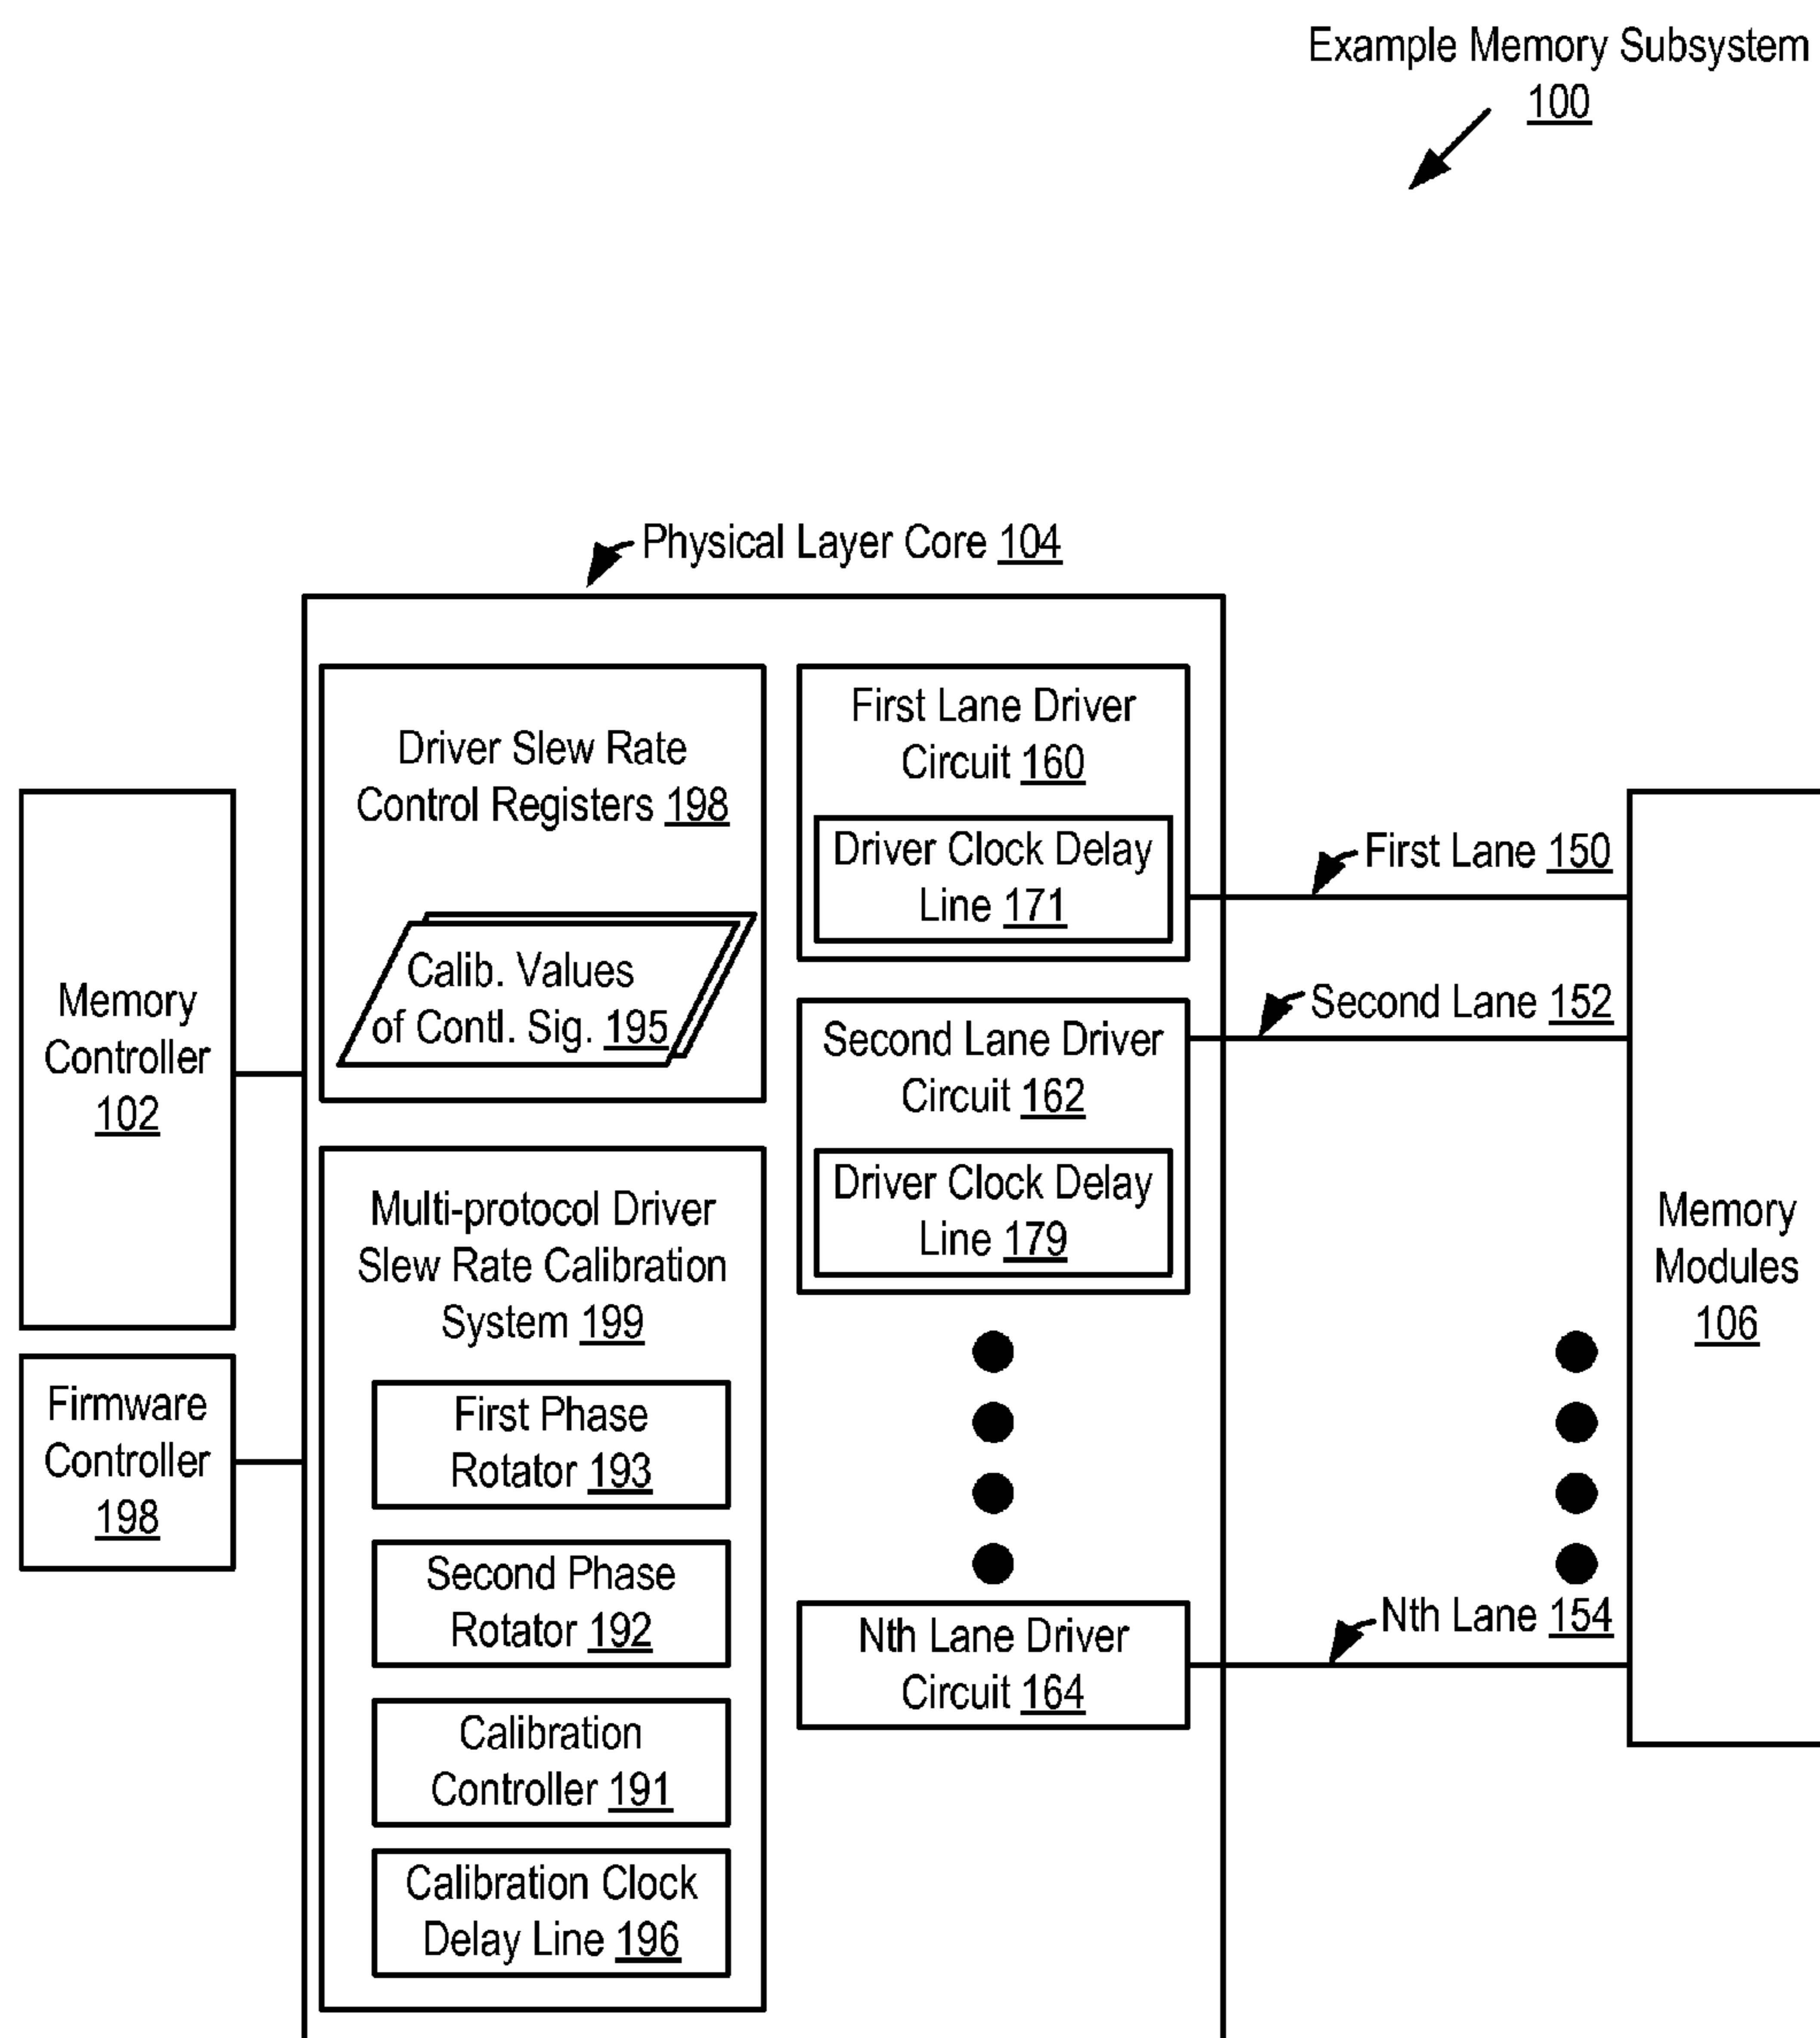 Example Memory Subsystem
100
Physical Layer Core 104
Driver Slew Rate
Control Registers 198
Calib. Values
of Contl. Sig. 195
First Lane Driver
Circuit 160
Driver Clock Delay
Line 171
First Lane 150
Second Lane 152
Second Lane Driver
Circuit 162
Driver Clock Delay
Line 179
Memory
Controller
102
Firmware
Controller
198
Multi-protocol Driver
Slew Rate Calibration
System 199
First Phase
Rotator 193
Second Phase
Rotator 192
Calibration
Controller 191
Calibration Clock
Delay Line 196
Nth Lane Driver
Circuit 164
Nth Lane 154
Memory
Modules
106